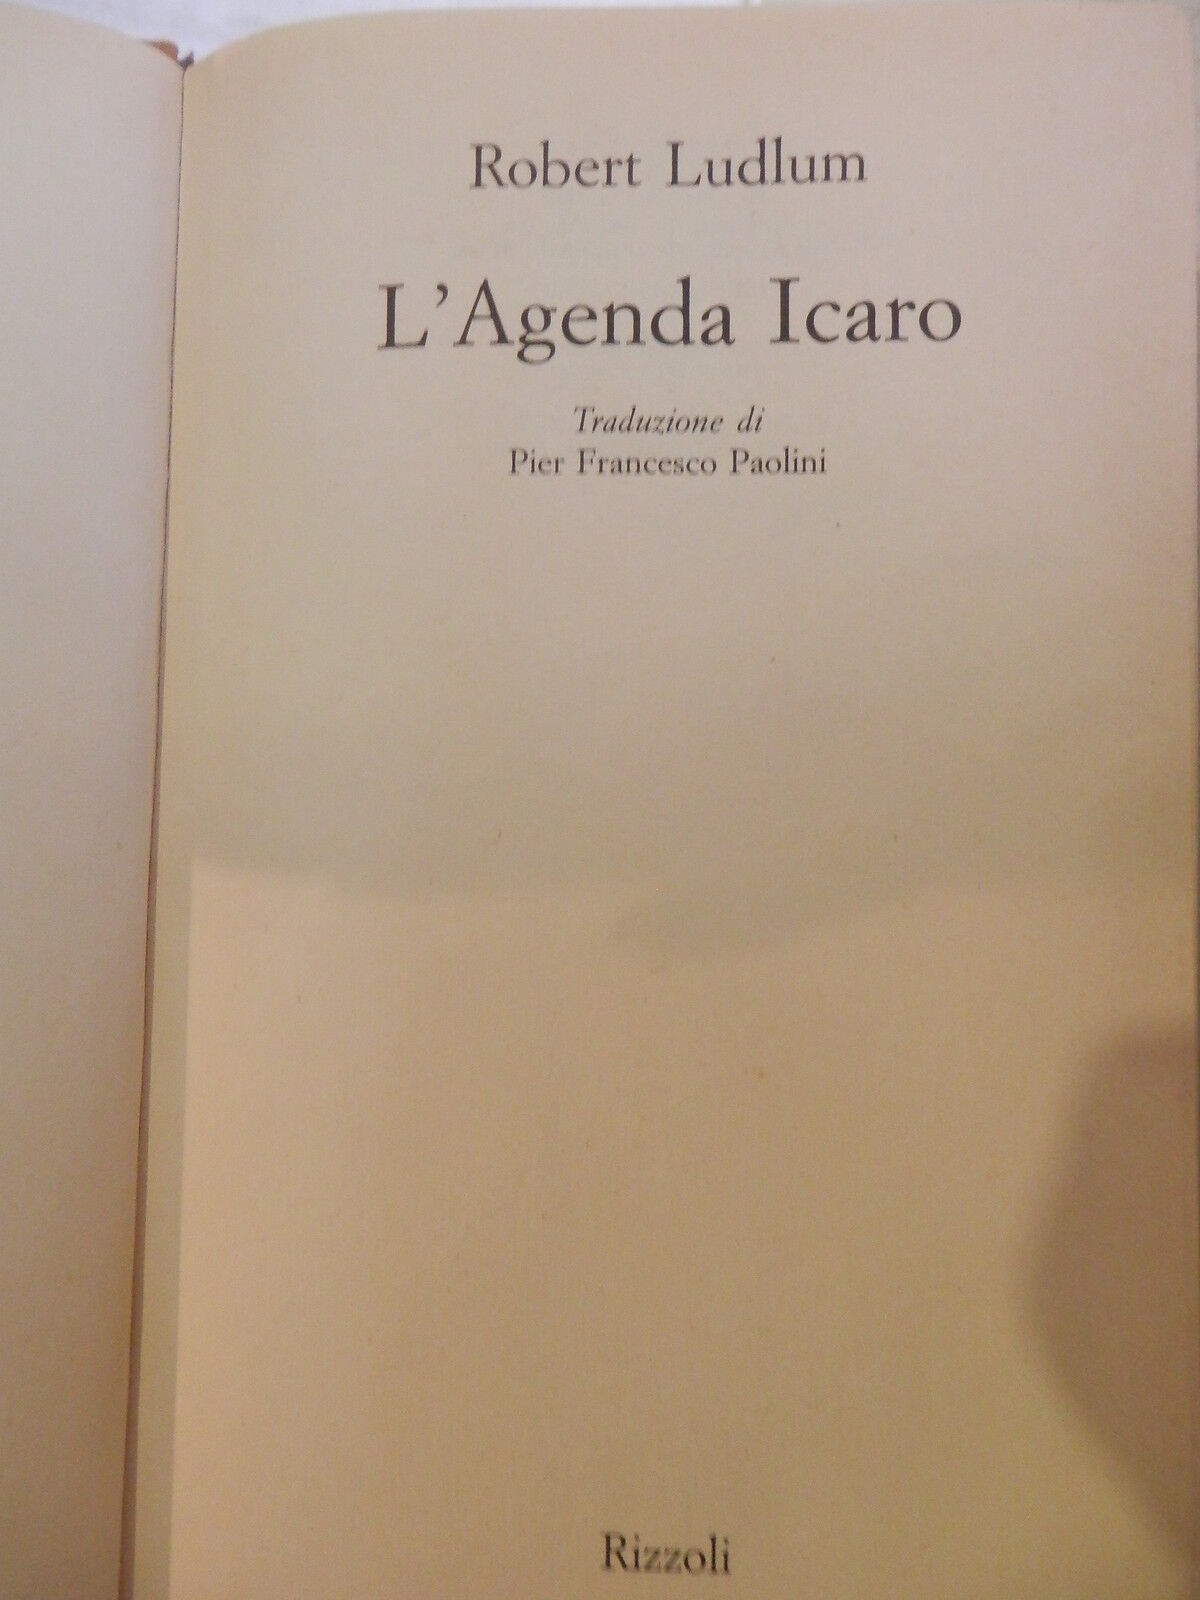 Robert Ludlum
L'Agenda Icaro
Traduzione di
Pier Francesco Paolini
Rizzoli